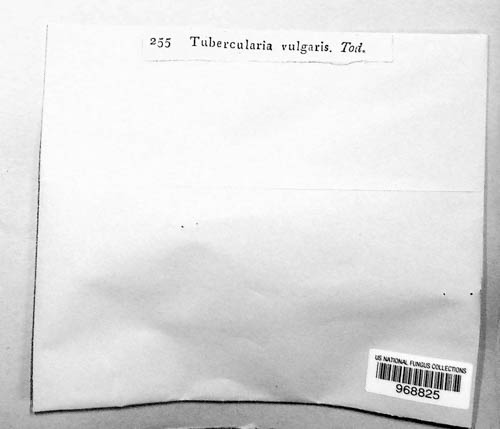 255 Tubercularia vulgaris. Tod.
US NATIONAL FUNGUS COLLECTIONS
968825